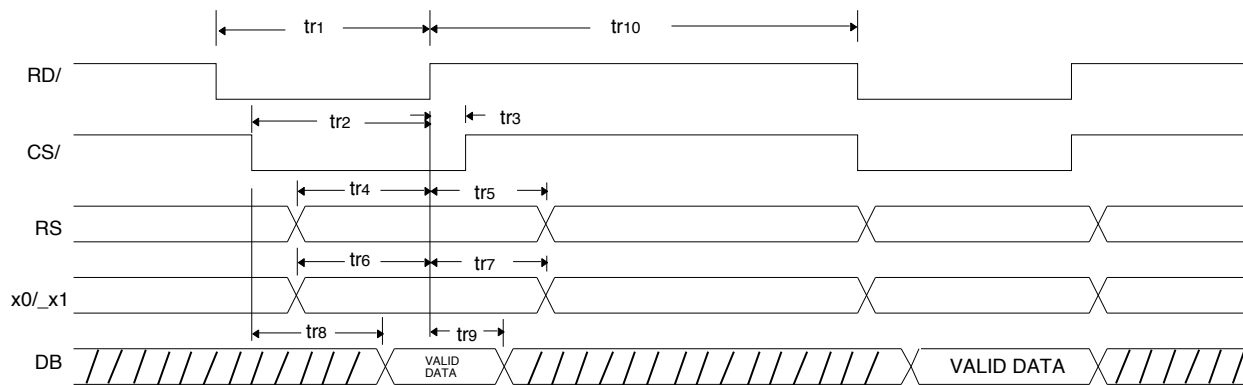 tr1 tr10
RD/
tr2 tr3
CS/
tr4 tr5
RS
tr6 tr7
x0/_x1
tr8 tr9
DB
VALID
DATA
VALID DATA